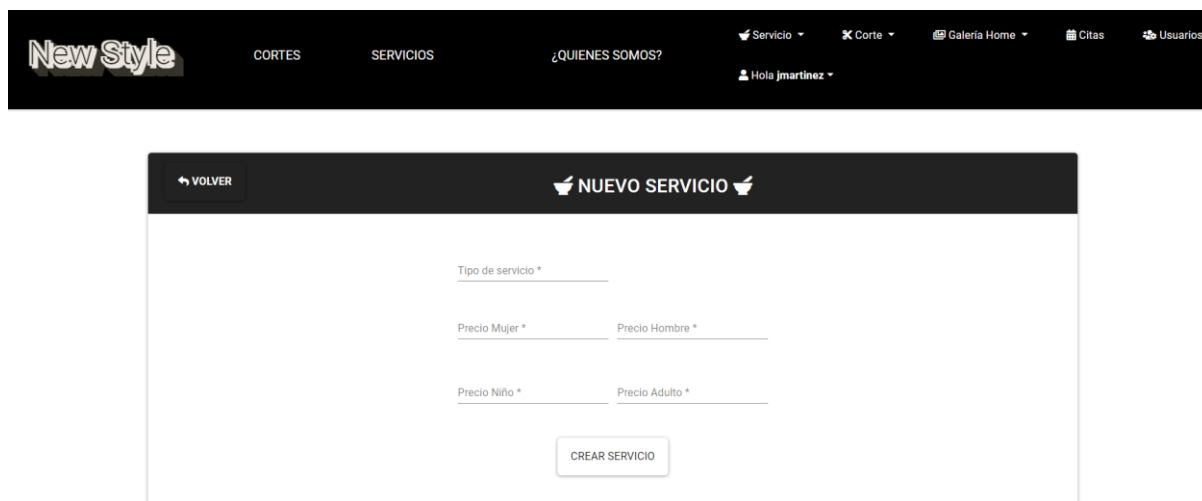 New Style
CORTES
SERVICIOS
¿QUIENES SOMOS?
Servicio
Corte
Galería Home
Citas
Usuarios
Hola jmartinez
VOLVER
NUEVO SERVICIO
Tipo de servicio *
Precio Mujer *
Precio Hombre *
Precio Niño *
Precio Adulto *
CREAR SERVICIO